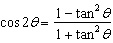 cos 2θ = (1 − tan² θ) / (1 + tan² θ)